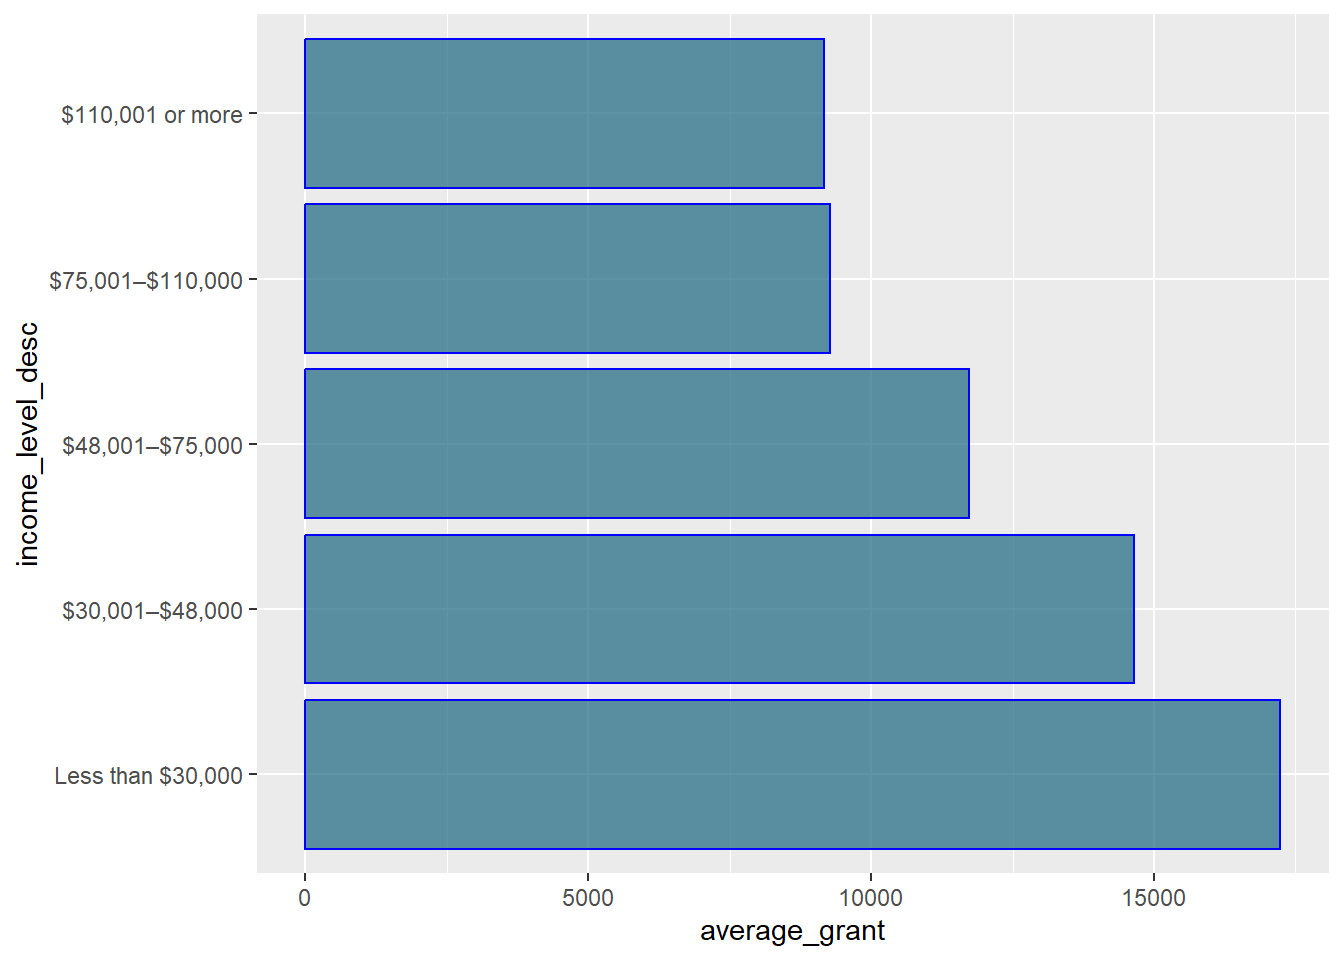 $110,001 or more
$75,001–$110,000
$48,001–$75,000
$30,001–$48,000
Less than $30,000
income_level_desc
0 5000 10000 15000
average_grant